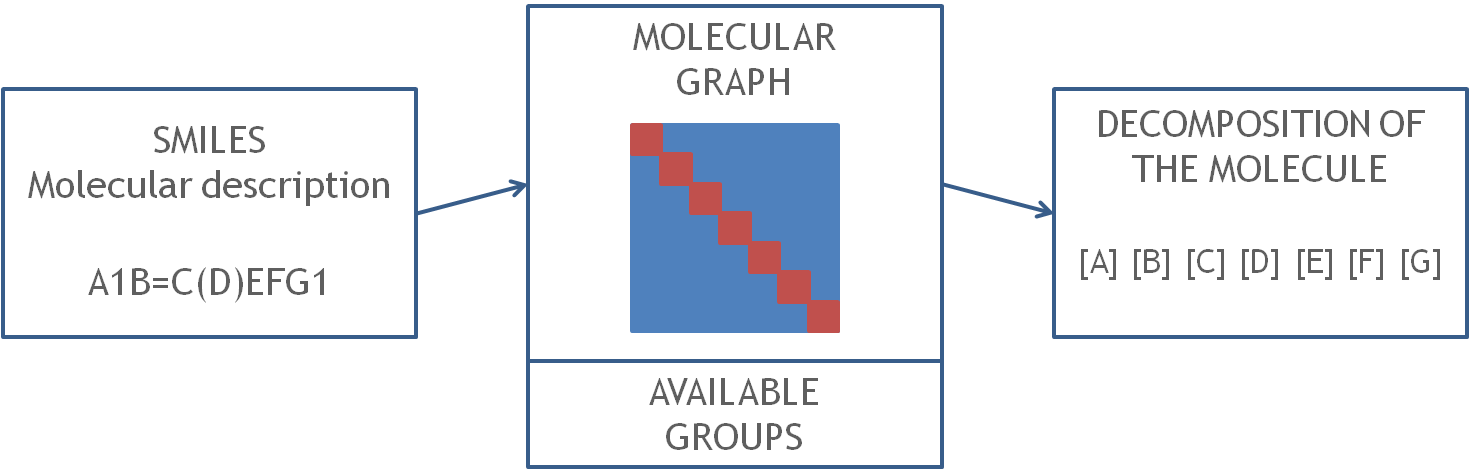 SMILES
Molecular description
A1B=C(D)EFG1
MOLECULAR
GRAPH
AVAILABLE
GROUPS
DECOMPOSITION OF
THE MOLECULE
[A] [B] [C] [D] [E] [F] [G]